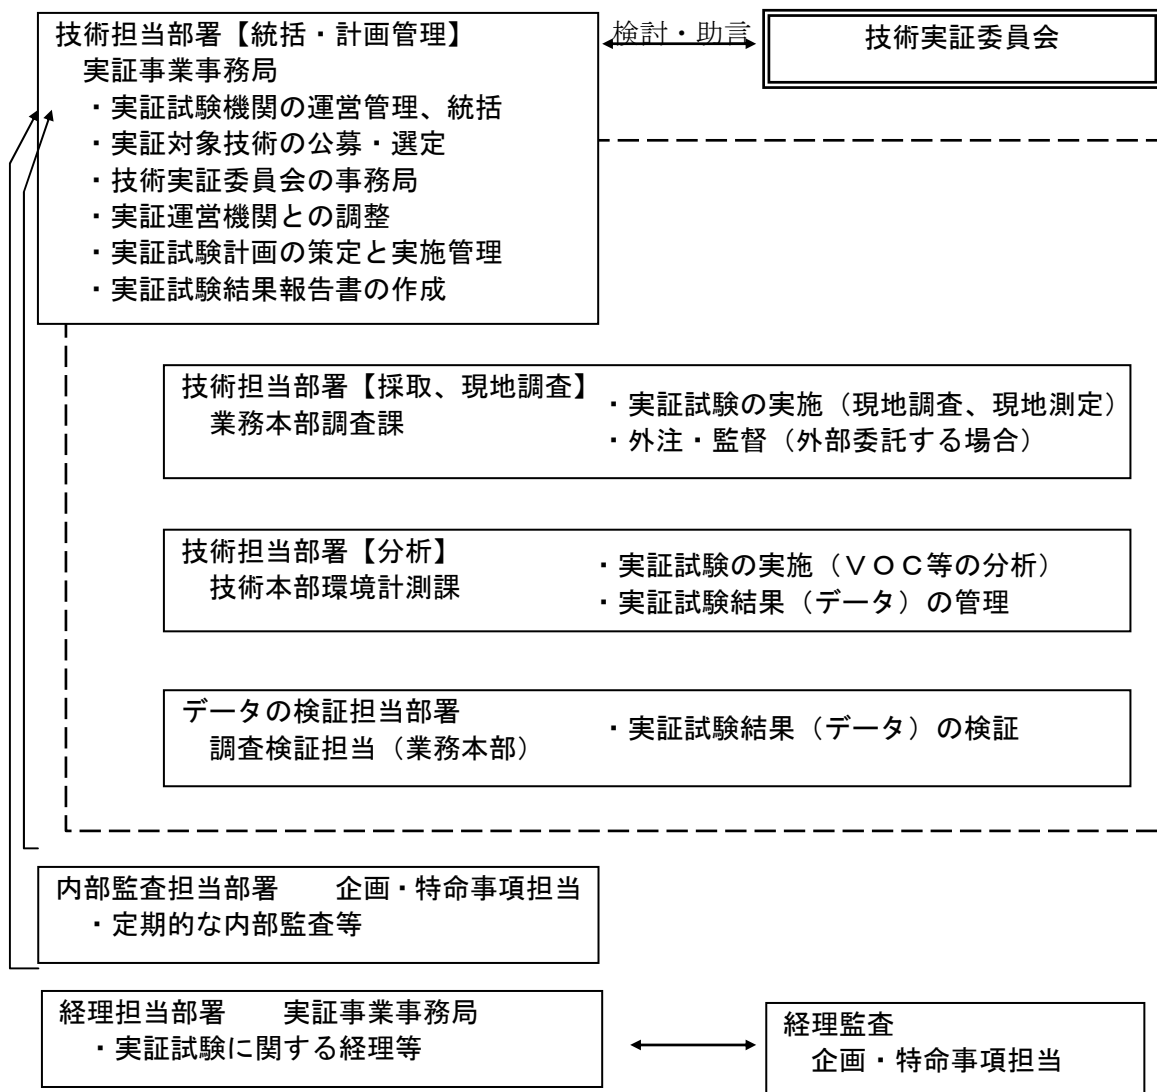 技術担当部署【統括・計画管理】
実証事業事務局
・実証試験機関の運営管理、統括
・実証対象技術の公募・選定
・技術実証委員会の事務局
・実証運営機関との調整
・実証試験計画の策定と実施管理
・実証試験結果報告書の作成
検討・助言
技術実証委員会
技術担当部署【採取、現地調査】
業務本部調査課
・実証試験の実施（現地調査、現地測定）
・外注・監督（外部委託する場合）
技術担当部署【分析】
技術本部環境計測課
・実証試験の実施（ＶＯＣ等の分析）
・実証試験結果（データ）の管理
データの検証担当部署
調査検証担当（業務本部）
・実証試験結果（データ）の検証
内部監査担当部署　　企画・特命事項担当
・定期的な内部監査等
経理担当部署　　実証事業事務局
・実証試験に関する経理等
経理監査
企画・特命事項担当